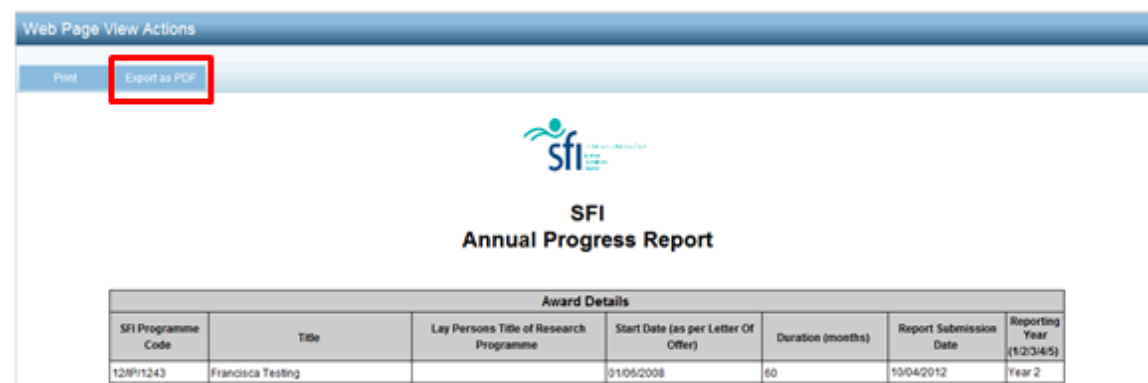 Web Page View Actions
Print Export as PDF
sfi
SFI
Annual Progress Report
Award Details
SFI Programme Code Title Lay Persons Title of Research Programme Start Date (as per Letter Of Offer) Duration (months) Report Submission Date Reporting Year (1/2/3/4/5)
12/IP/1243 Francisca Testing 01/06/2008 60 10/04/2012 Year 2